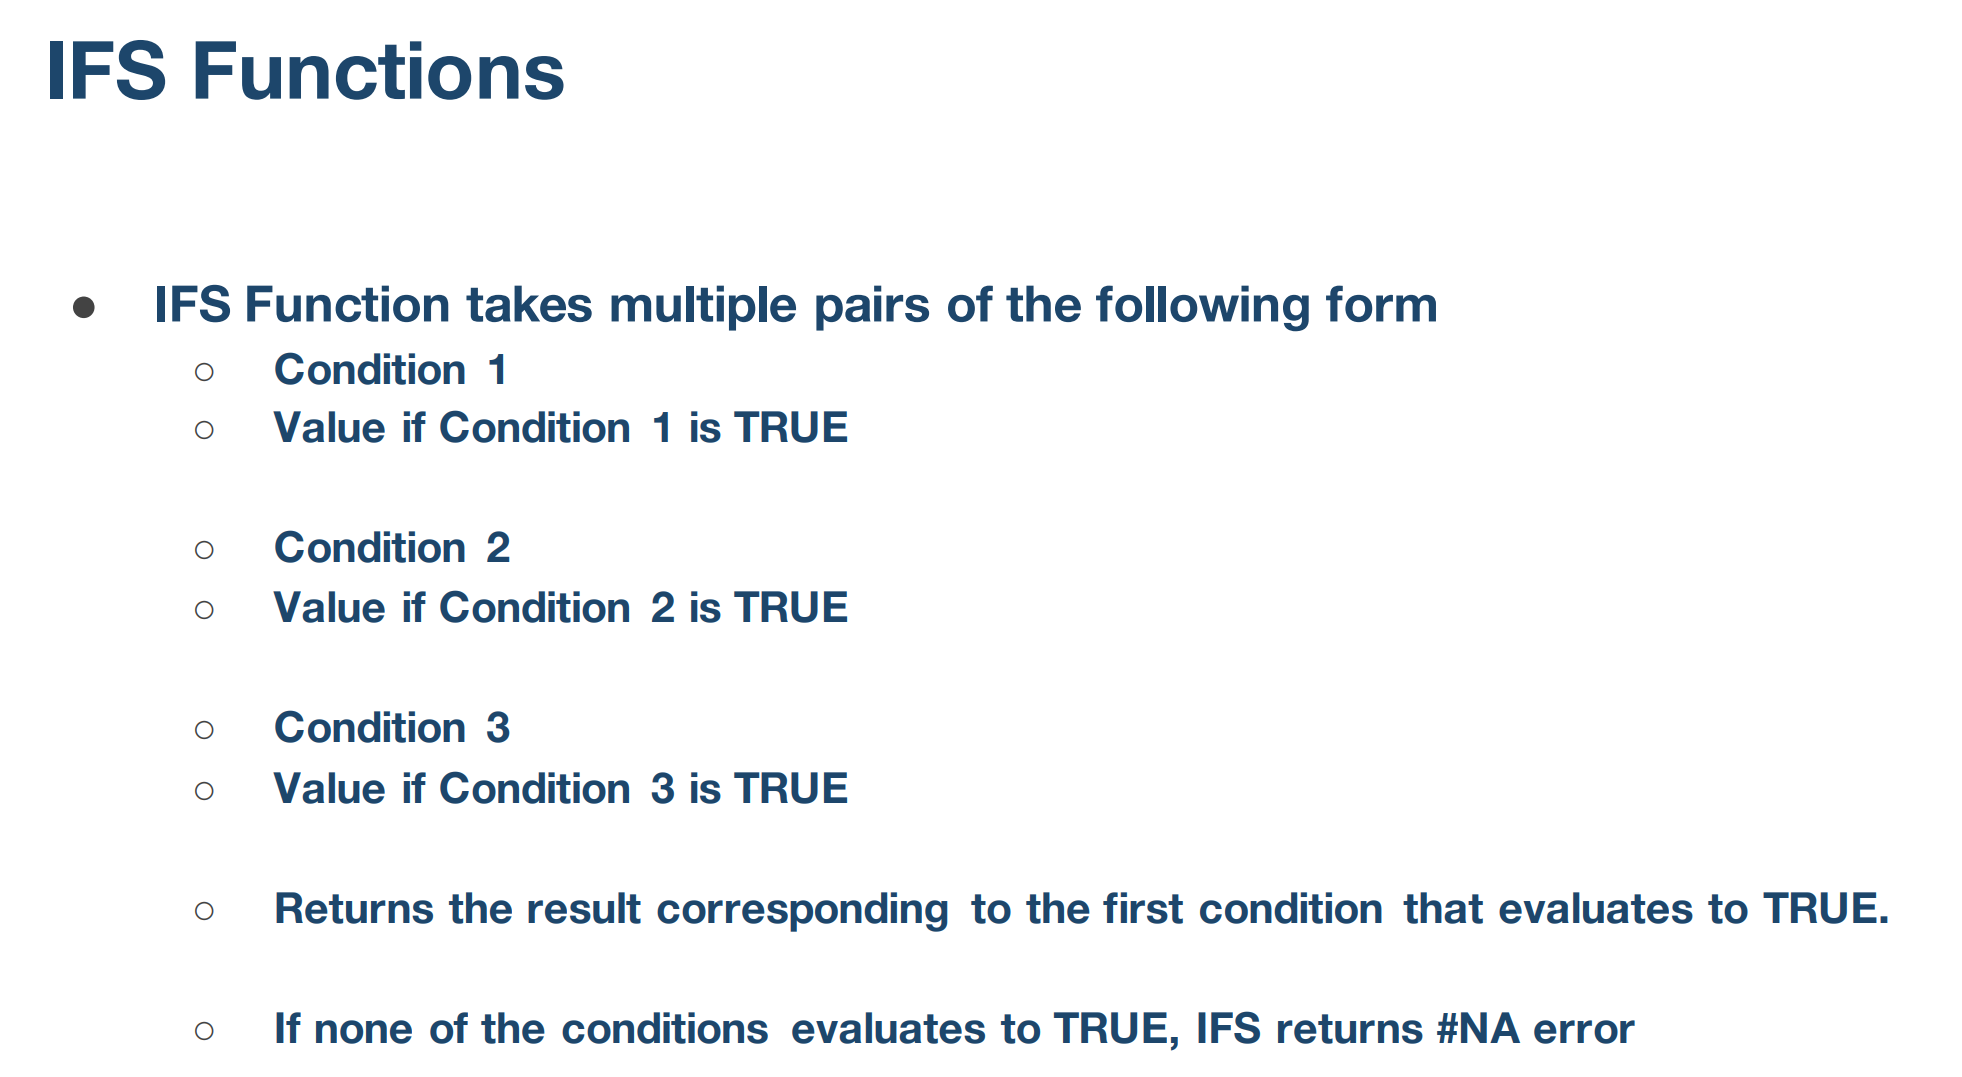 IFS Functions
● IFS Function takes multiple pairs of the following form
○ Condition 1
○ Value if Condition 1 is TRUE
○ Condition 2
○ Value if Condition 2 is TRUE
○ Condition 3
○ Value if Condition 3 is TRUE
○ Returns the result corresponding to the first condition that evaluates to TRUE.
○ If none of the conditions evaluates to TRUE, IFS returns #NA error